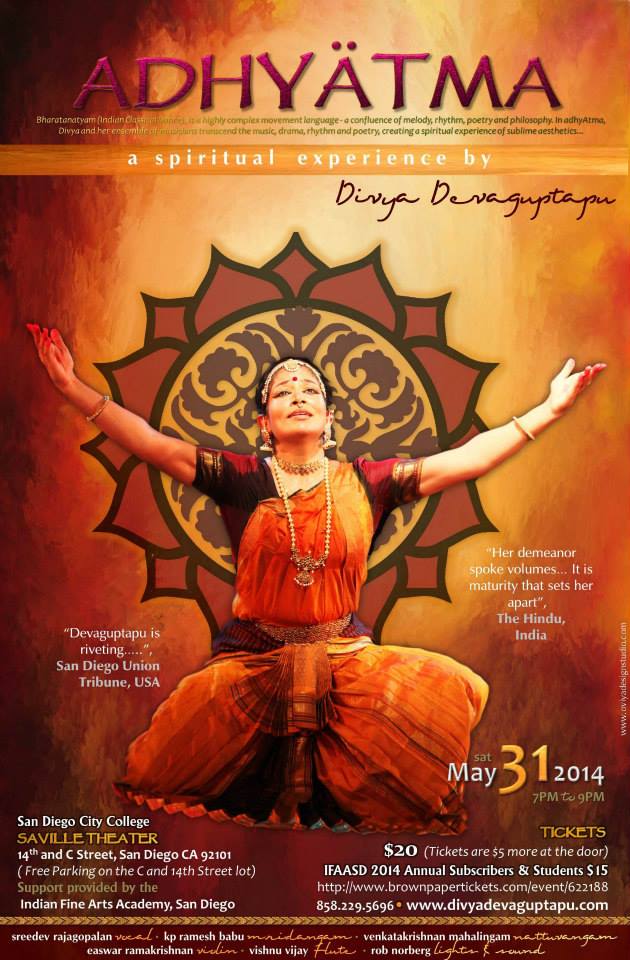 ADHYÄTMA
Bharatanatyam (Indian Classical Dance), is a highly complex movement language - a confluence of melody, rhythm, poetry and philosophy. In adhyAtma,
Divya and her ensemble of musicians transcend the music, drama, rhythm and poetry, creating a spiritual experience of sublime aesthetics...
a spiritual experience by
Divya Devaguptapu
"Her demeanor
spoke volumes... It is
maturity that sets her
apart",
The Hindu,
India
"Devaguptapu is
riveting.....",
San Diego Union
Tribune, USA
www.aviyadesignstudio.com
sat
May 31 2014
7PM to 9PM
San Diego City College
SAVILLE THEATER
14th and C Street, San Diego CA 92101
( Free Parking on the C and 14th Street lot)
Support provided by the
Indian Fine Arts Academy, San Diego
TICKETS
$20 (Tickets are $5 more at the door)
IFAASD 2014 Annual Subscribers & Students $15
http://www.brownpapertickets.com/event/622188
858.229.5696 • www.divyadevaguptapu.com
sreedev rajagopalan vocal · kp ramesh babu mridangam · venkatakrishnan mahalingam nattuvangam
easwar ramakrishnan violin · vishnu vijay flute · rob norberg lights & sound